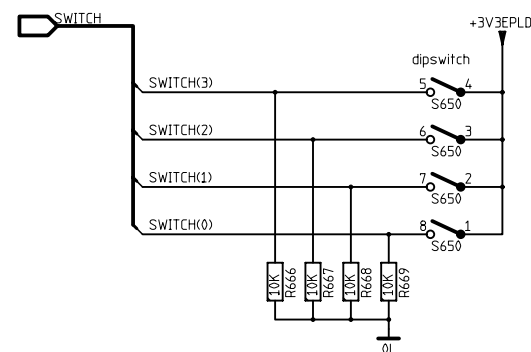 SWITCH
+3V3EPLD
dipswitch
SWITCH(3)
5
4
S650
SWITCH(2)
6
3
S650
SWITCH(1)
7
2
S650
SWITCH(0)
8
1
S650
10K
R666
10K
R667
10K
R668
10K
R669